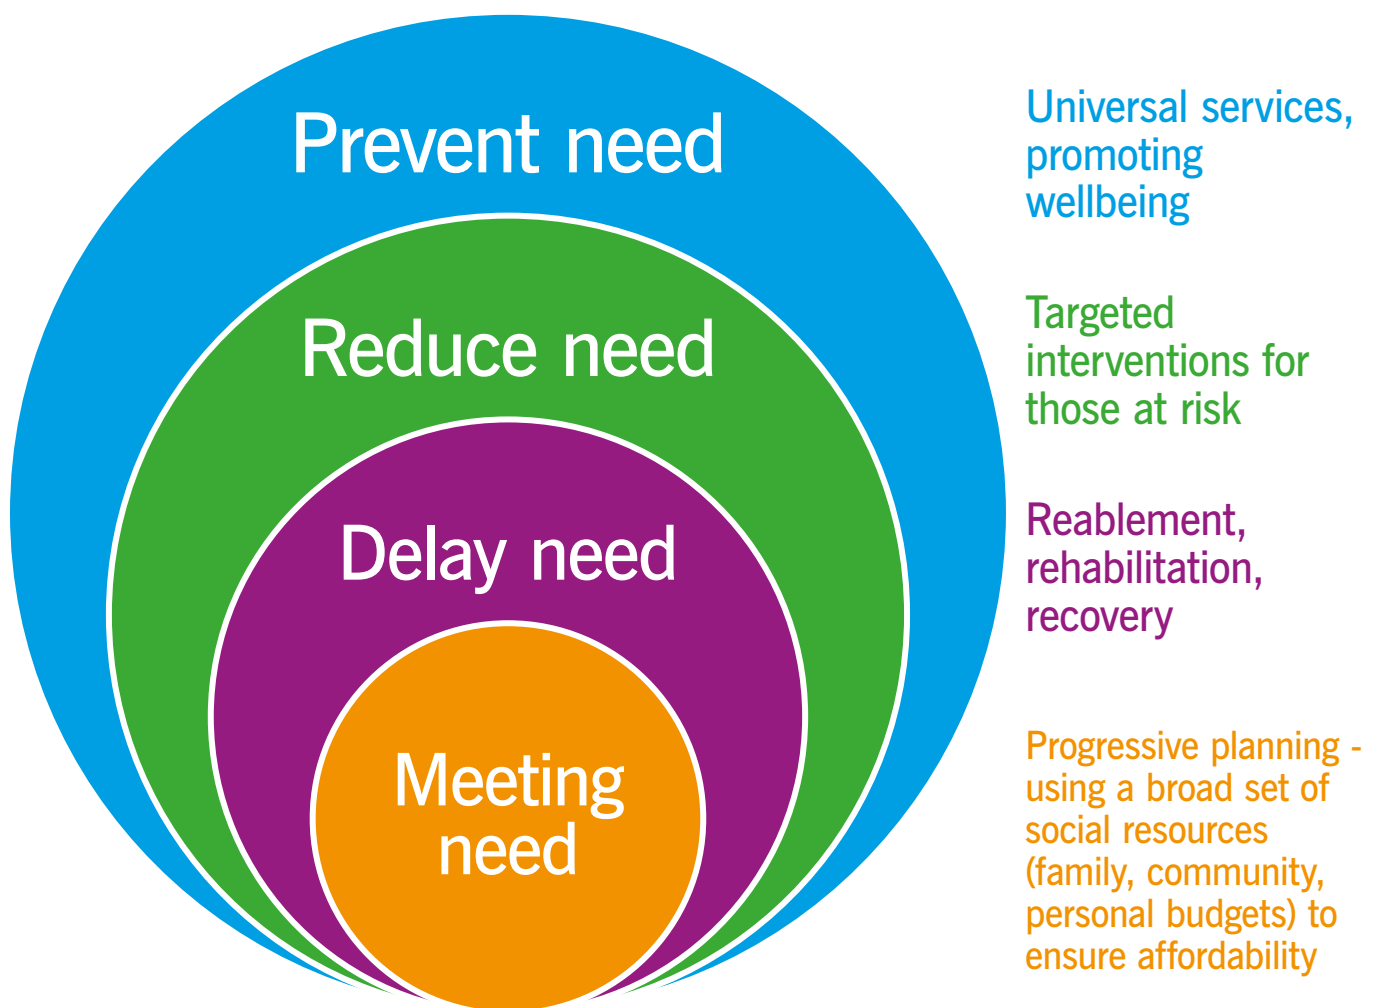 Prevent need
Universal services,
promoting
wellbeing
Reduce need
Targeted
interventions for
those at risk
Delay need
Reablement,
rehabilitation,
recovery
Meeting
need
Progressive planning -
using a broad set of
social resources
(family, community,
personal budgets) to
ensure affordability